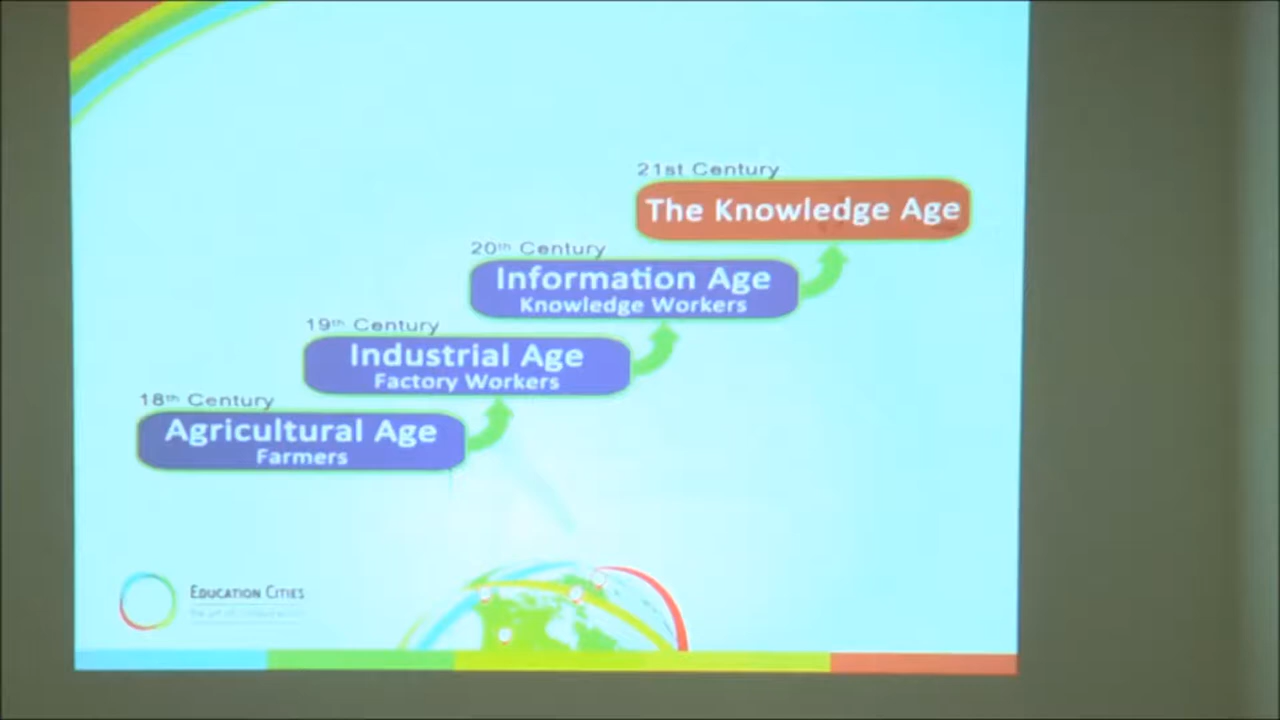 21st Century
The Knowledge Age
20th Century
Information Age
Knowledge Workers
19th Century
Industrial Age
Factory Workers
18th Century
Agricultural Age
Farmers
EDUCATION CITIES